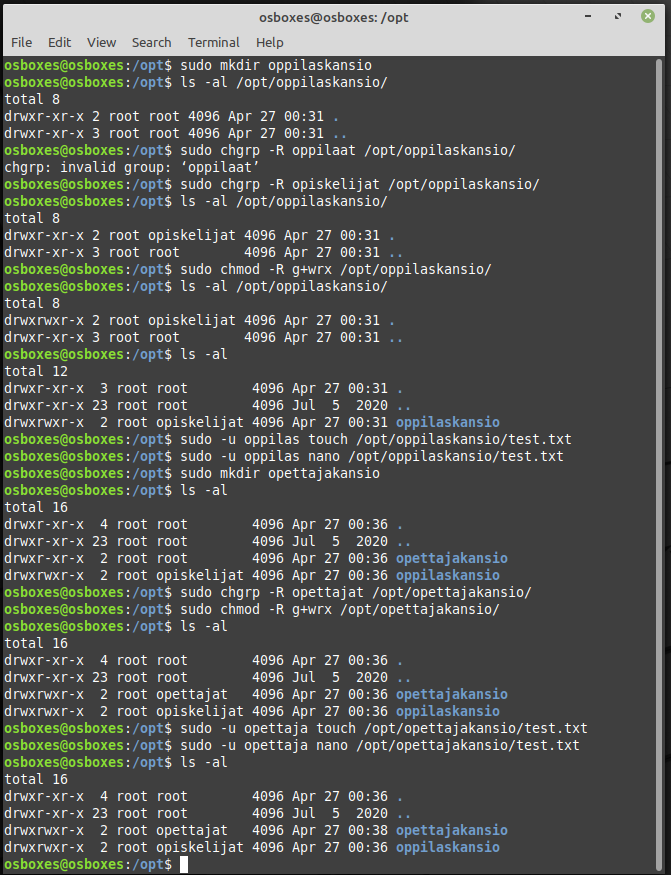 osboxes@osboxes: /opt
File Edit View Search Terminal Help
osboxes@osboxes:/opt$ sudo mkdir oppilaskansio
osboxes@osboxes:/opt$ ls -al /opt/oppilaskansio/
total 8
drwxr-xr-x 2 root root 4096 Apr 27 00:31 .
drwxr-xr-x 3 root root 4096 Apr 27 00:31 ..
osboxes@osboxes:/opt$ sudo chgrp -R oppilaat /opt/oppilaskansio/
chgrp: invalid group: ‘oppilaat’
osboxes@osboxes:/opt$ sudo chgrp -R opiskelijat /opt/oppilaskansio/
osboxes@osboxes:/opt$ ls -al /opt/oppilaskansio/
total 8
drwxr-xr-x 2 root opiskelijat 4096 Apr 27 00:31 .
drwxr-xr-x 3 root root        4096 Apr 27 00:31 ..
osboxes@osboxes:/opt$ sudo chmod -R g+wrx /opt/oppilaskansio/
osboxes@osboxes:/opt$ ls -al /opt/oppilaskansio/
total 8
drwxrwxr-x 2 root opiskelijat 4096 Apr 27 00:31 .
drwxr-xr-x 3 root root        4096 Apr 27 00:31 ..
osboxes@osboxes:/opt$ ls -al
total 12
drwxr-xr-x  3 root root        4096 Apr 27 00:31 .
drwxr-xr-x 23 root root        4096 Jul  5  2020 ..
drwxrwxr-x  2 root opiskelijat 4096 Apr 27 00:31 oppilaskansio
osboxes@osboxes:/opt$ sudo -u oppilas touch /opt/oppilaskansio/test.txt
osboxes@osboxes:/opt$ sudo -u oppilas nano /opt/oppilaskansio/test.txt
osboxes@osboxes:/opt$ sudo mkdir opettajakansio
osboxes@osboxes:/opt$ ls -al
total 16
drwxr-xr-x  4 root root        4096 Apr 27 00:36 .
drwxr-xr-x 23 root root        4096 Jul  5  2020 ..
drwxr-xr-x  2 root root        4096 Apr 27 00:36 opettajakansio
drwxrwxr-x  2 root opiskelijat 4096 Apr 27 00:36 oppilaskansio
osboxes@osboxes:/opt$ sudo chgrp -R opettajat /opt/opettajakansio/
osboxes@osboxes:/opt$ sudo chmod -R g+wrx /opt/opettajakansio/
osboxes@osboxes:/opt$ ls -al
total 16
drwxr-xr-x  4 root root        4096 Apr 27 00:36 .
drwxr-xr-x 23 root root        4096 Jul  5  2020 ..
drwxrwxr-x  2 root opettajat   4096 Apr 27 00:36 opettajakansio
drwxrwxr-x  2 root opiskelijat 4096 Apr 27 00:36 oppilaskansio
osboxes@osboxes:/opt$ sudo -u opettaja touch /opt/opettajakansio/test.txt
osboxes@osboxes:/opt$ sudo -u opettaja nano /opt/opettajakansio/test.txt
osboxes@osboxes:/opt$ ls -al
total 16
drwxr-xr-x  4 root root        4096 Apr 27 00:36 .
drwxr-xr-x 23 root root        4096 Jul  5  2020 ..
drwxrwxr-x  2 root opettajat   4096 Apr 27 00:38 opettajakansio
drwxrwxr-x  2 root opiskelijat 4096 Apr 27 00:36 oppilaskansio
osboxes@osboxes:/opt$